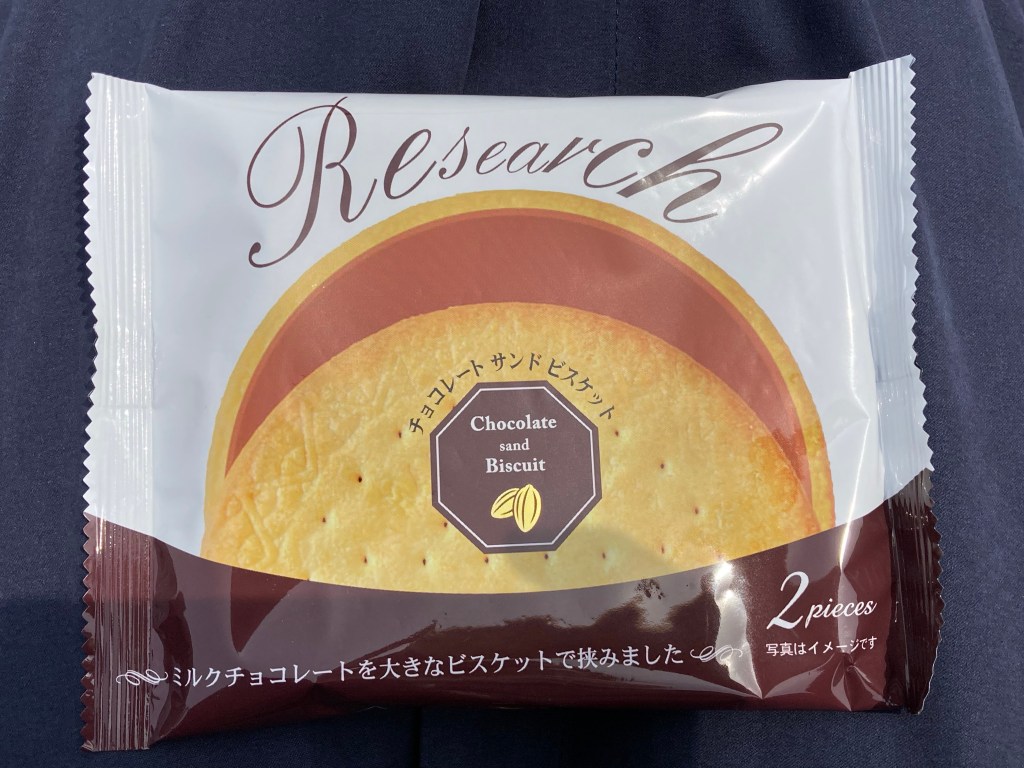 Research
チョコレート サンド ビスケット
Chocolate
sand
Biscuit
2 pieces
写真はイメージです
ミルクチョコレートを大きなビスケットで挟みました